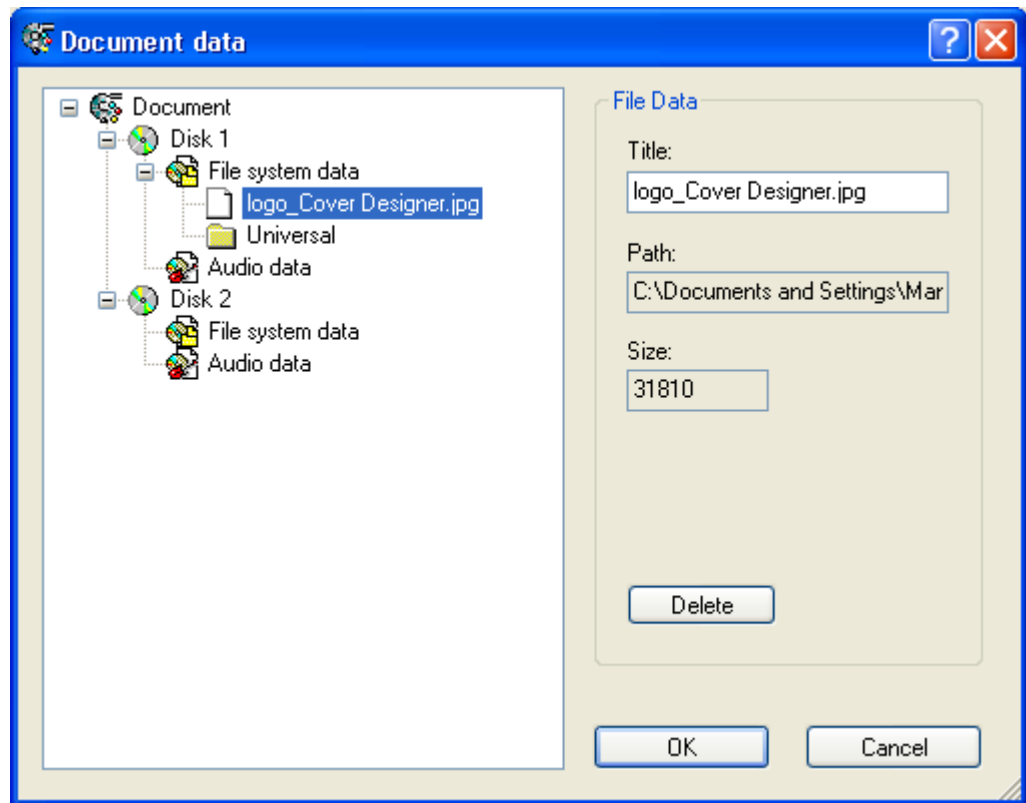 Document data
Document
Disk 1
File system data
logo_Cover Designer.jpg
Universal
Audio data
Disk 2
File system data
Audio data
File Data
Title:
logo_Cover Designer.jpg
Path:
C:\Documents and Settings\Mar
Size:
31810
Delete
OK
Cancel